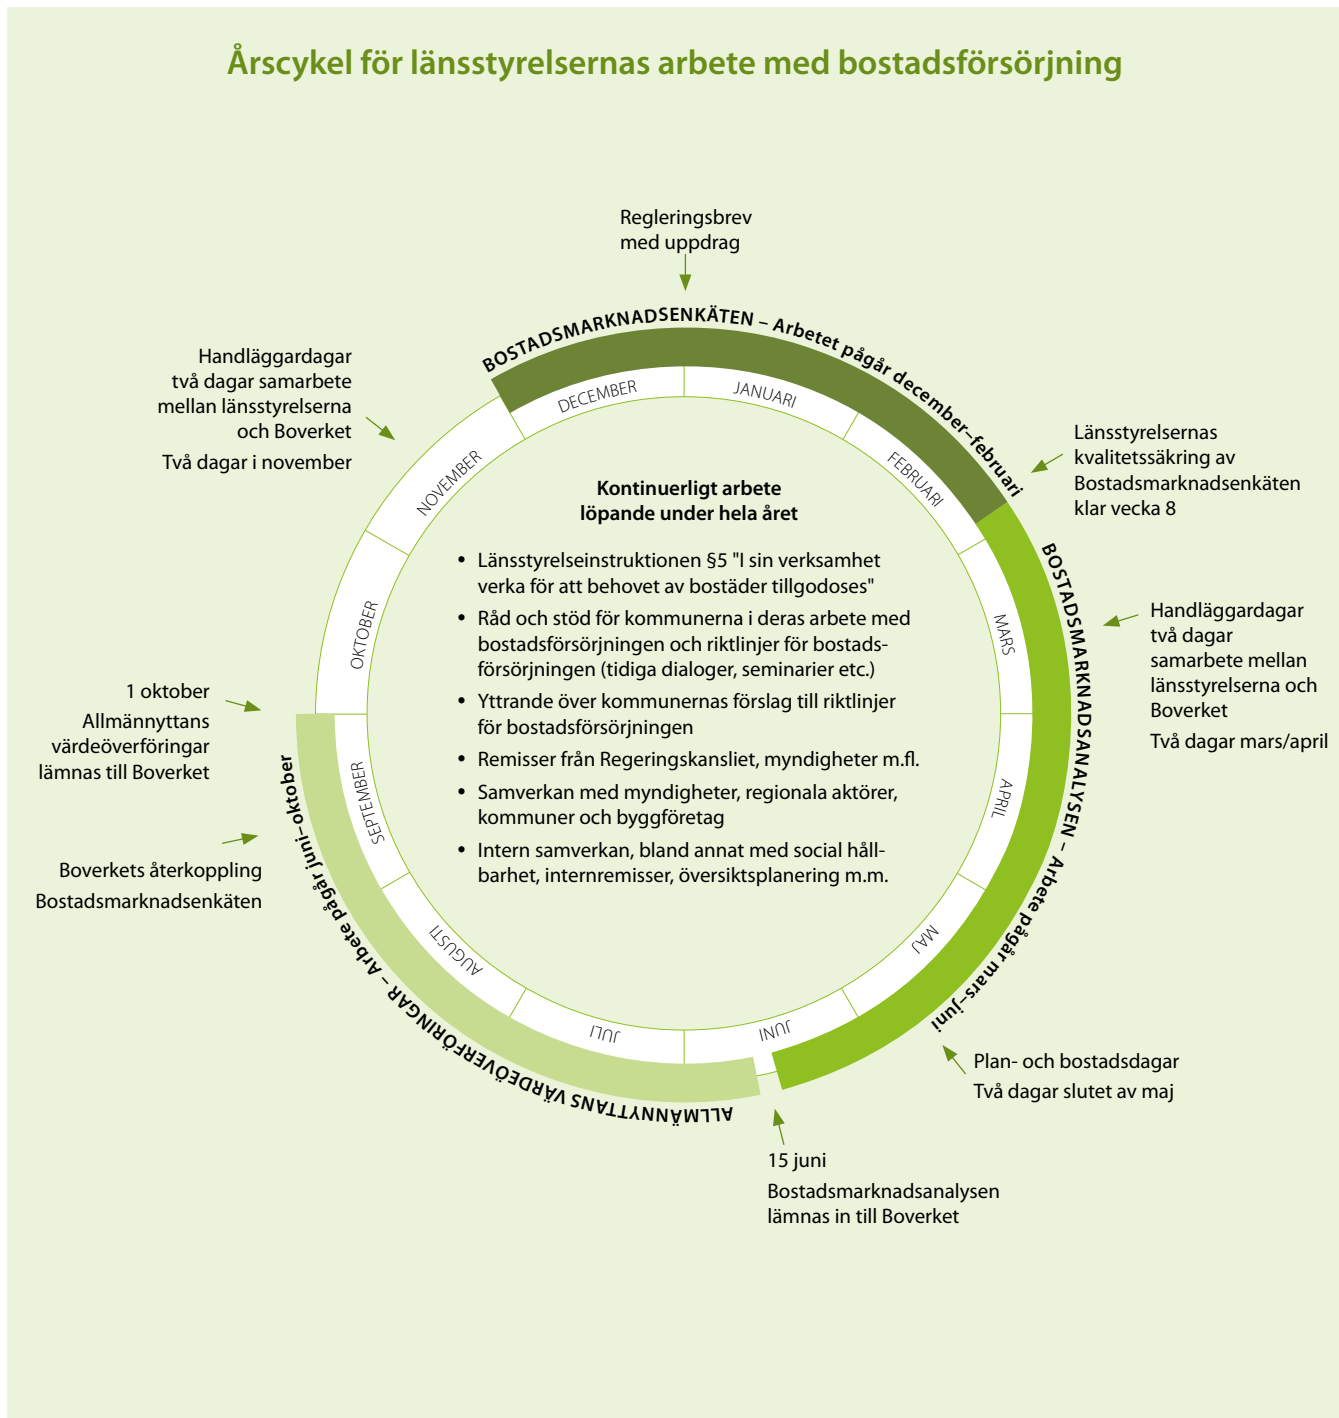 Årscykel för länsstyrelsernas arbete med bostadsförsörjning
Regleringsbrev
med uppdrag
BOSTADSMARKNADSENKÄTEN – Arbetet pågår december–februari
Handläggardagar
två dagar samarbete
mellan länsstyrelserna
och Boverket
Två dagar i november
Länsstyrelsernas
kvalitetssäkring av
Bostadsmarknadsenkäten
klar vecka 8
BOSTADSMARKNADSANALYSEN – Arbete pågår mars–juni
Handläggardagar
två dagar
samarbete mellan
länsstyrelserna och
Boverket
Två dagar mars/april
Plan- och bostadsdagar
Två dagar slutet av maj
15 juni
Bostadsmarknadsanalysen
lämnas in till Boverket
ALLMÄNNYTTANS VÄRDEÖVERFÖRINGAR – Arbete pågår juni–oktober
Boverkets återkoppling
Bostadsmarknadsenkäten
1 oktober
Allmännyttans
värdeöverföringar
lämnas till Boverket
JANUARI
FEBRUARI
MARS
APRIL
MAJ
JUNI
JULI
AUGUSTI
SEPTEMBER
OKTOBER
NOVEMBER
DECEMBER
Kontinuerligt arbete
löpande under hela året
• Länsstyrelseinstruktionen §5 "I sin verksamhet
verka för att behovet av bostäder tillgodoses"
• Råd och stöd för kommunerna i deras arbete med
bostadsförsörjningen och riktlinjer för bostads-
försörjningen (tidiga dialoger, seminarier etc.)
• Yttrande över kommunernas förslag till riktlinjer
för bostadsförsörjningen
• Remisser från Regeringskansliet, myndigheter m.fl.
• Samverkan med myndigheter, regionala aktörer,
kommuner och byggföretag
• Intern samverkan, bland annat med social håll-
barhet, internremisser, översiktsplanering m.m.